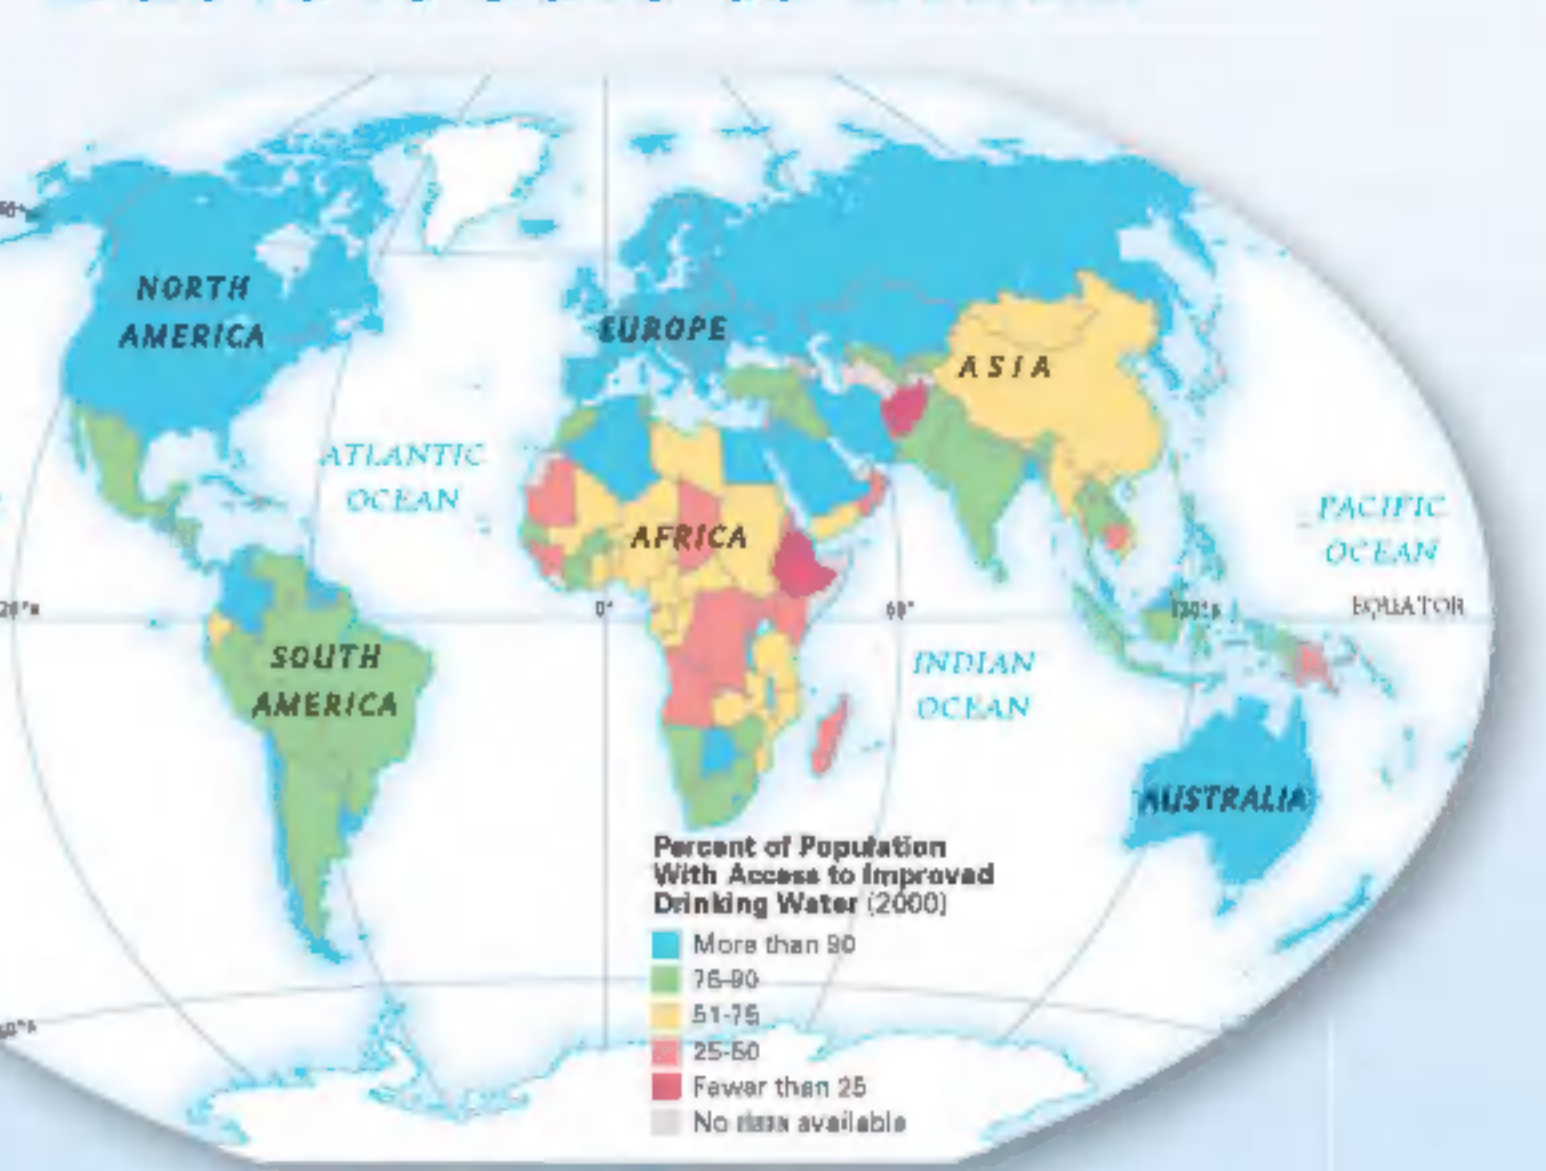 NORTH
AMERICA
EUROPE
ASIA
ATLANTIC
OCEAN
AFRICA
PACIFIC
OCEAN
0°
60°
EQUATOR
SOUTH
AMERICA
INDIAN
OCEAN
AUSTRALIA
Percent of Population
With Access to Improved
Drinking Water (2000)
More than 90
76-90
51-75
25-50
Fewer than 25
No data available